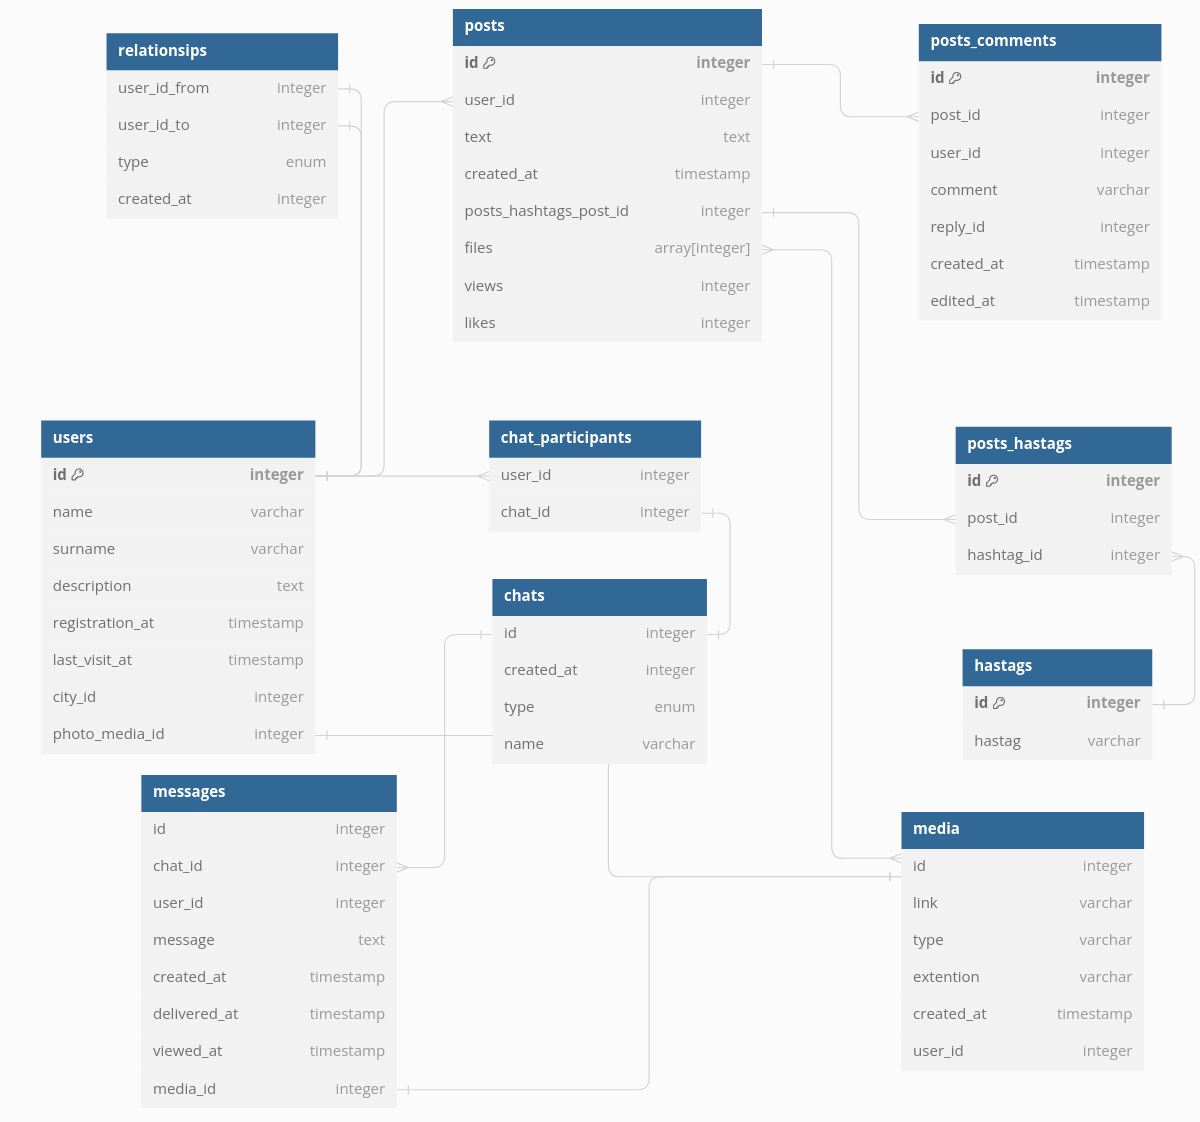 relationsips
user_id_from integer
user_id_to integer
type enum
created_at integer
posts
id integer
user_id integer
text text
created_at timestamp
posts_hashtags_post_id integer
files array[integer]
views integer
likes integer
posts_comments
id integer
post_id integer
user_id integer
comment varchar
reply_id integer
created_at timestamp
edited_at timestamp
users
id integer
name varchar
surname varchar
description text
registration_at timestamp
last_visit_at timestamp
city_id integer
photo_media_id integer
chat_participants
user_id integer
chat_id integer
posts_hastags
id integer
post_id integer
hashtag_id integer
chats
id integer
created_at integer
type enum
name varchar
hastags
id integer
hastag varchar
messages
id integer
chat_id integer
user_id integer
message text
created_at timestamp
delivered_at timestamp
viewed_at timestamp
media_id integer
media
id integer
link varchar
type varchar
extention varchar
created_at timestamp
user_id integer